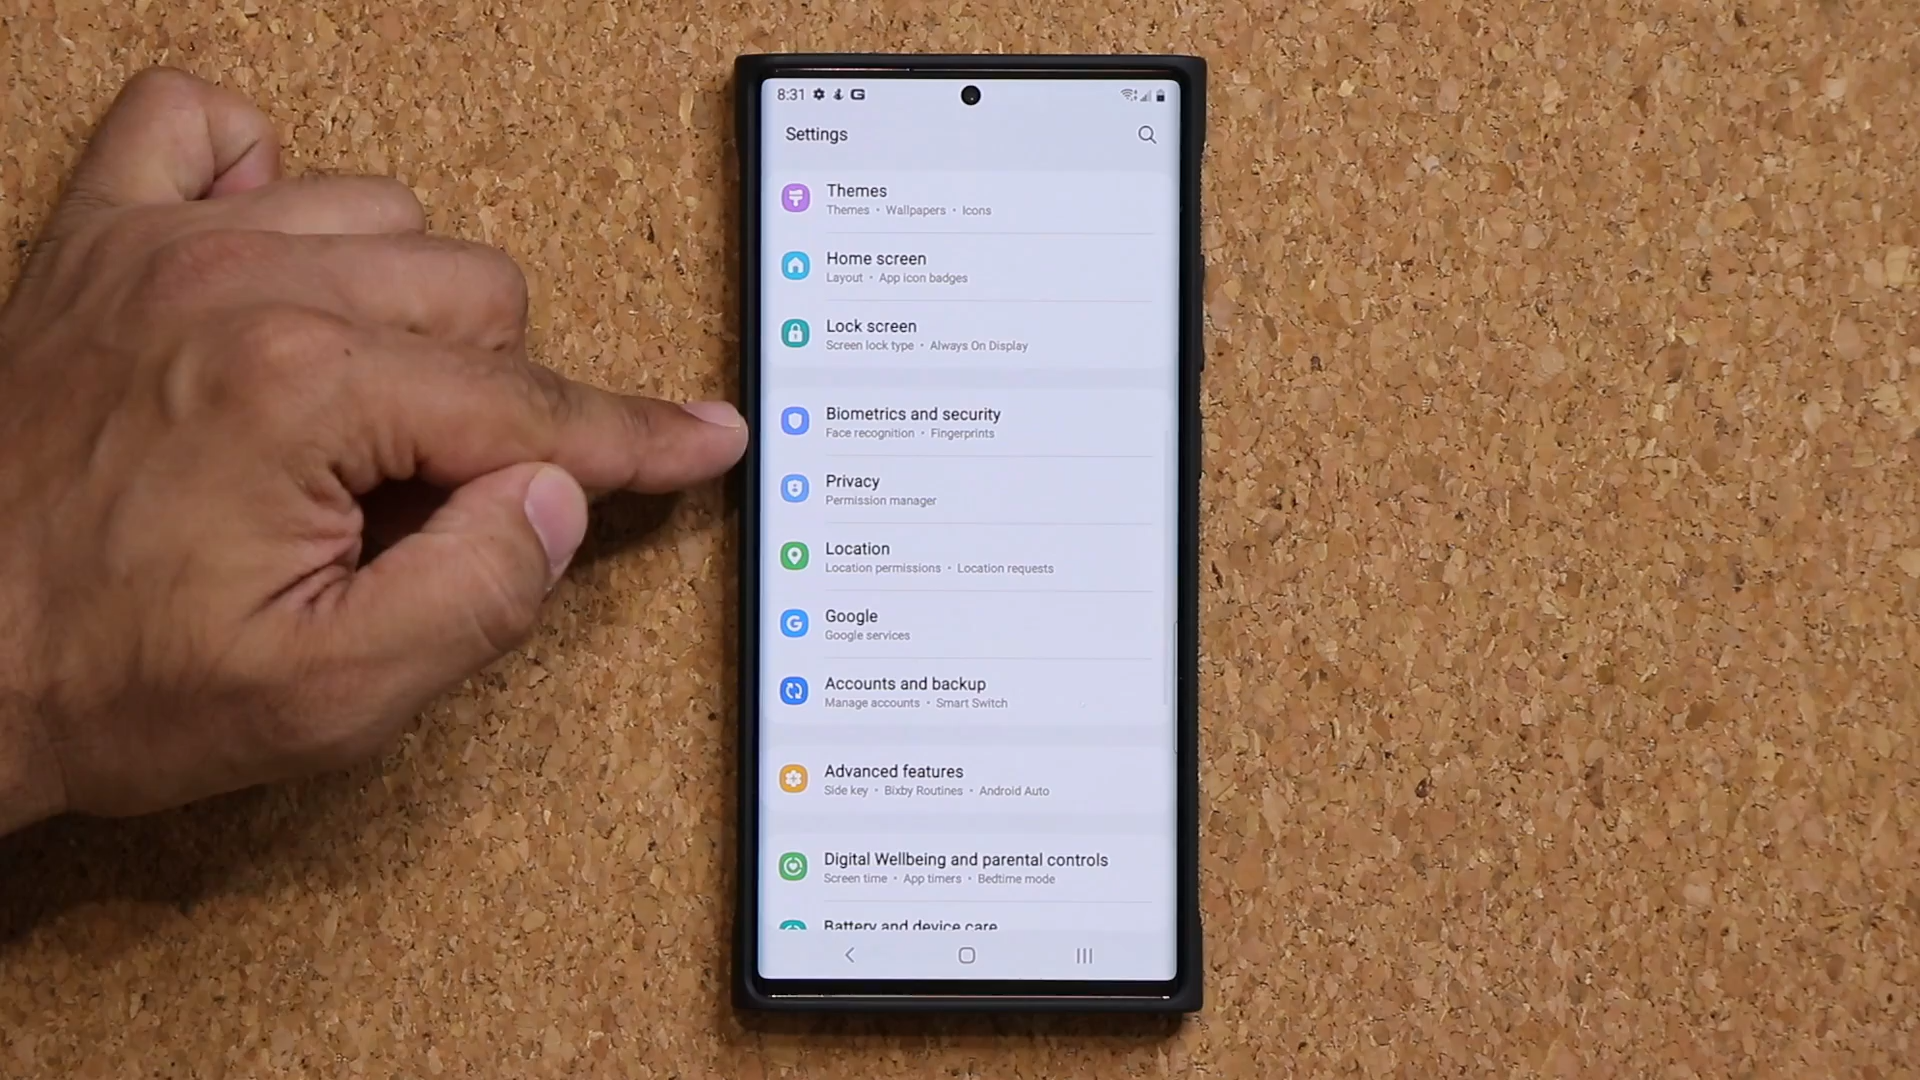 8:31
Settings
Themes
Themes • Wallpapers • Icons
Home screen
Layout • App icon badges
Lock screen
Screen lock type • Always On Display
Biometrics and security
Face recognition • Fingerprints
Privacy
Permission manager
Location
Location permissions • Location requests
Google
Google services
Accounts and backup
Manage accounts • Smart Switch
Advanced features
Side key • Bixby Routines • Android Auto
Digital Wellbeing and parental controls
Screen time • App timers • Bedtime mode
Battery and device care